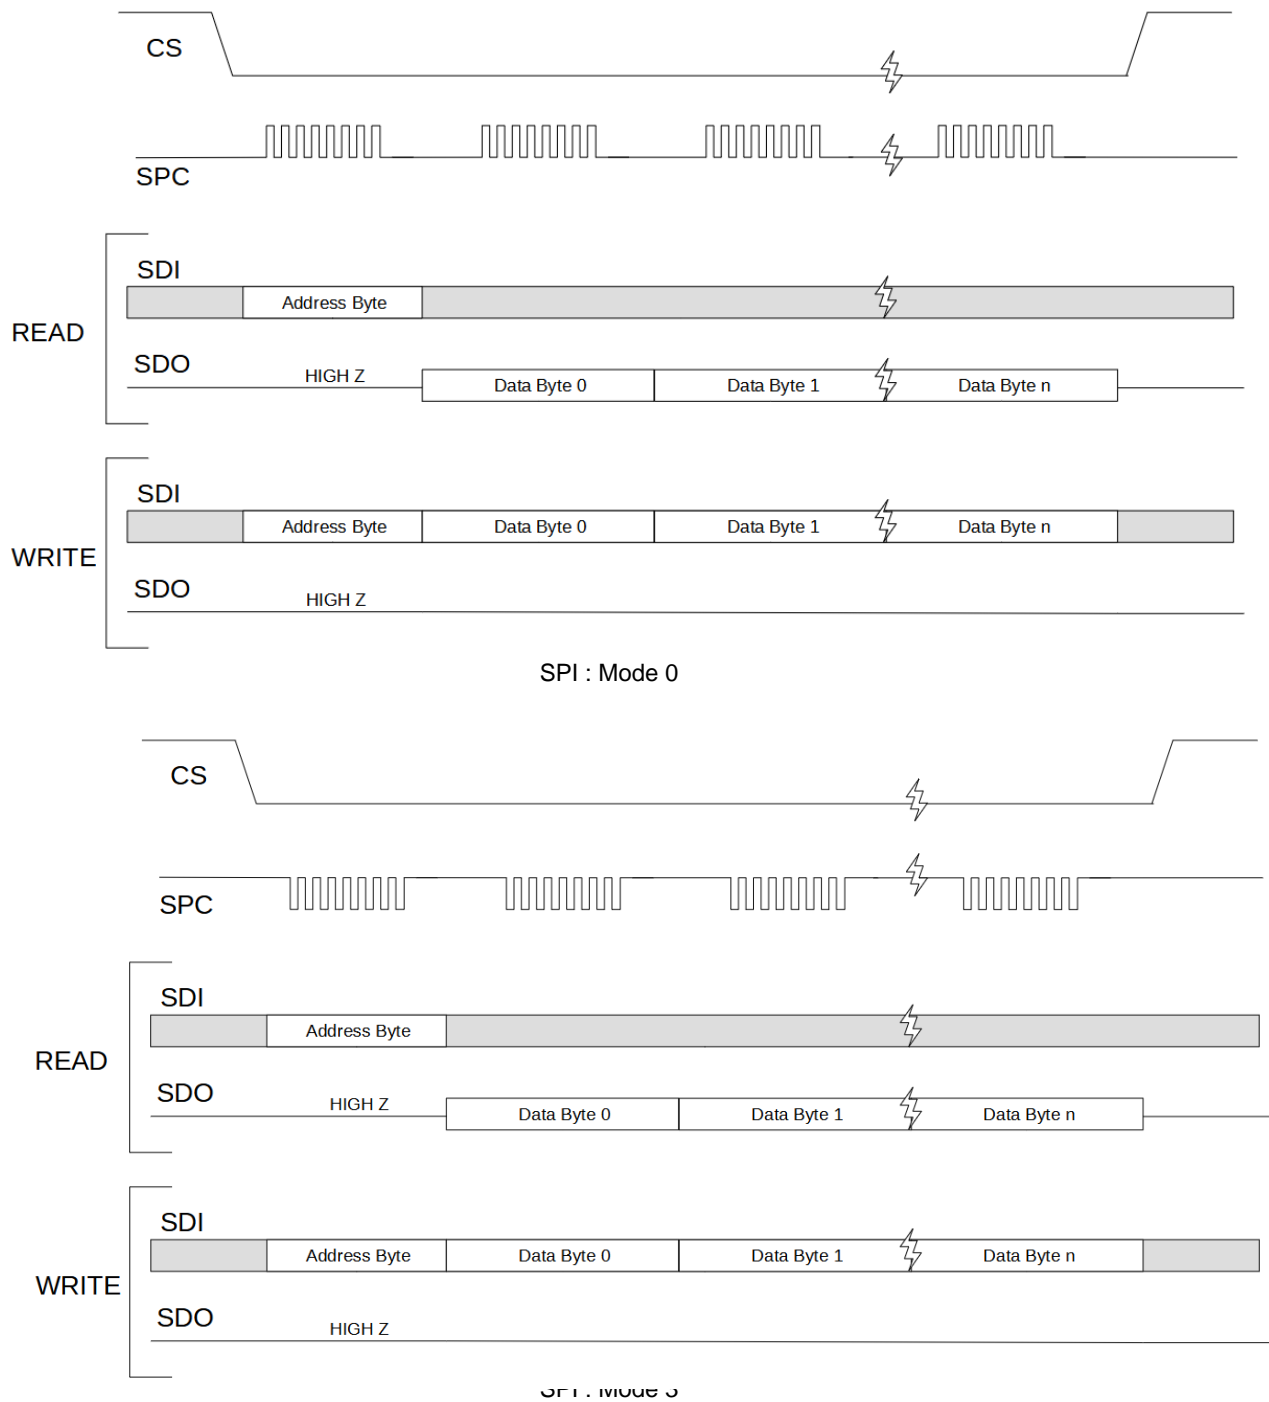 CS
SPC
READ
SDI
Address Byte
SDO
HIGH Z
Data Byte 0 Data Byte 1 Data Byte n
WRITE
SDI
Address Byte Data Byte 0 Data Byte 1 Data Byte n
SDO
HIGH Z
SPI : Mode 0
CS
SPC
READ
SDI
Address Byte
SDO
HIGH Z
Data Byte 0 Data Byte 1 Data Byte n
WRITE
SDI
Address Byte Data Byte 0 Data Byte 1 Data Byte n
SDO
HIGH Z
SPI : Mode 3